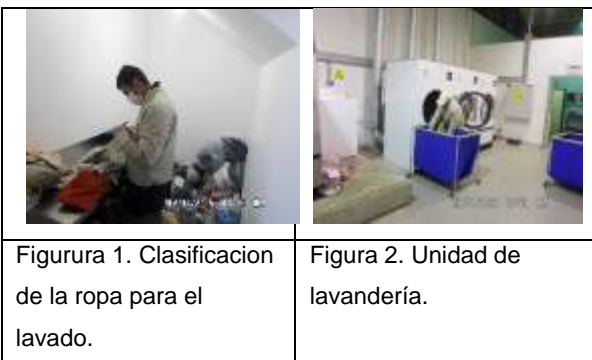 Figurura 1. Clasificacion
de la ropa para el
lavado.
Figura 2. Unidad de
lavandería.